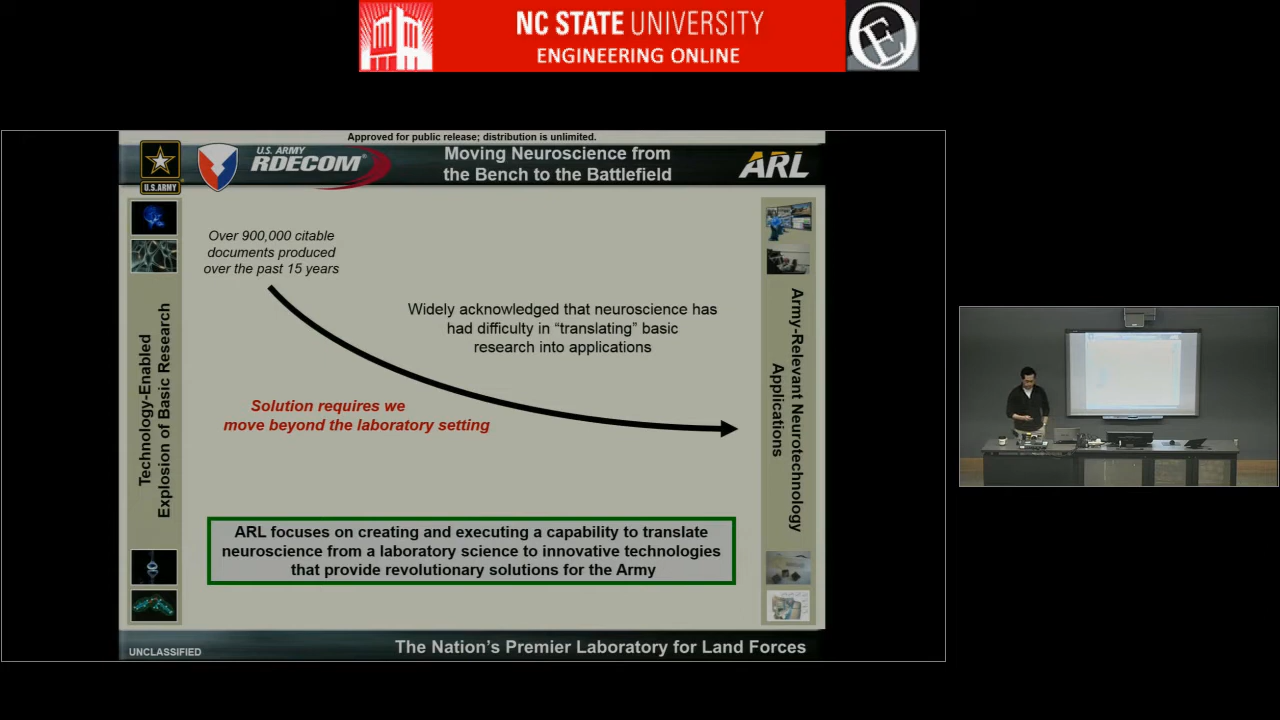 NC STATE UNIVERSITY
ENGINEERING ONLINE
Approved for public release; distribution is unlimited.
U.S. ARMY
U.S. ARMY
RDECOM®
Moving Neuroscience from
the Bench to the Battlefield
ARL
Over 900,000 citable
documents produced
over the past 15 years
Widely acknowledged that neuroscience has
had difficulty in “translating” basic
research into applications
Technology-Enabled
Explosion of Basic Research
Army-Relevant Neurotechnology
Applications
Solution requires we
move beyond the laboratory setting
ARL focuses on creating and executing a capability to translate
neuroscience from a laboratory science to innovative technologies
that provide revolutionary solutions for the Army
UNCLASSIFIED
The Nation’s Premier Laboratory for Land Forces